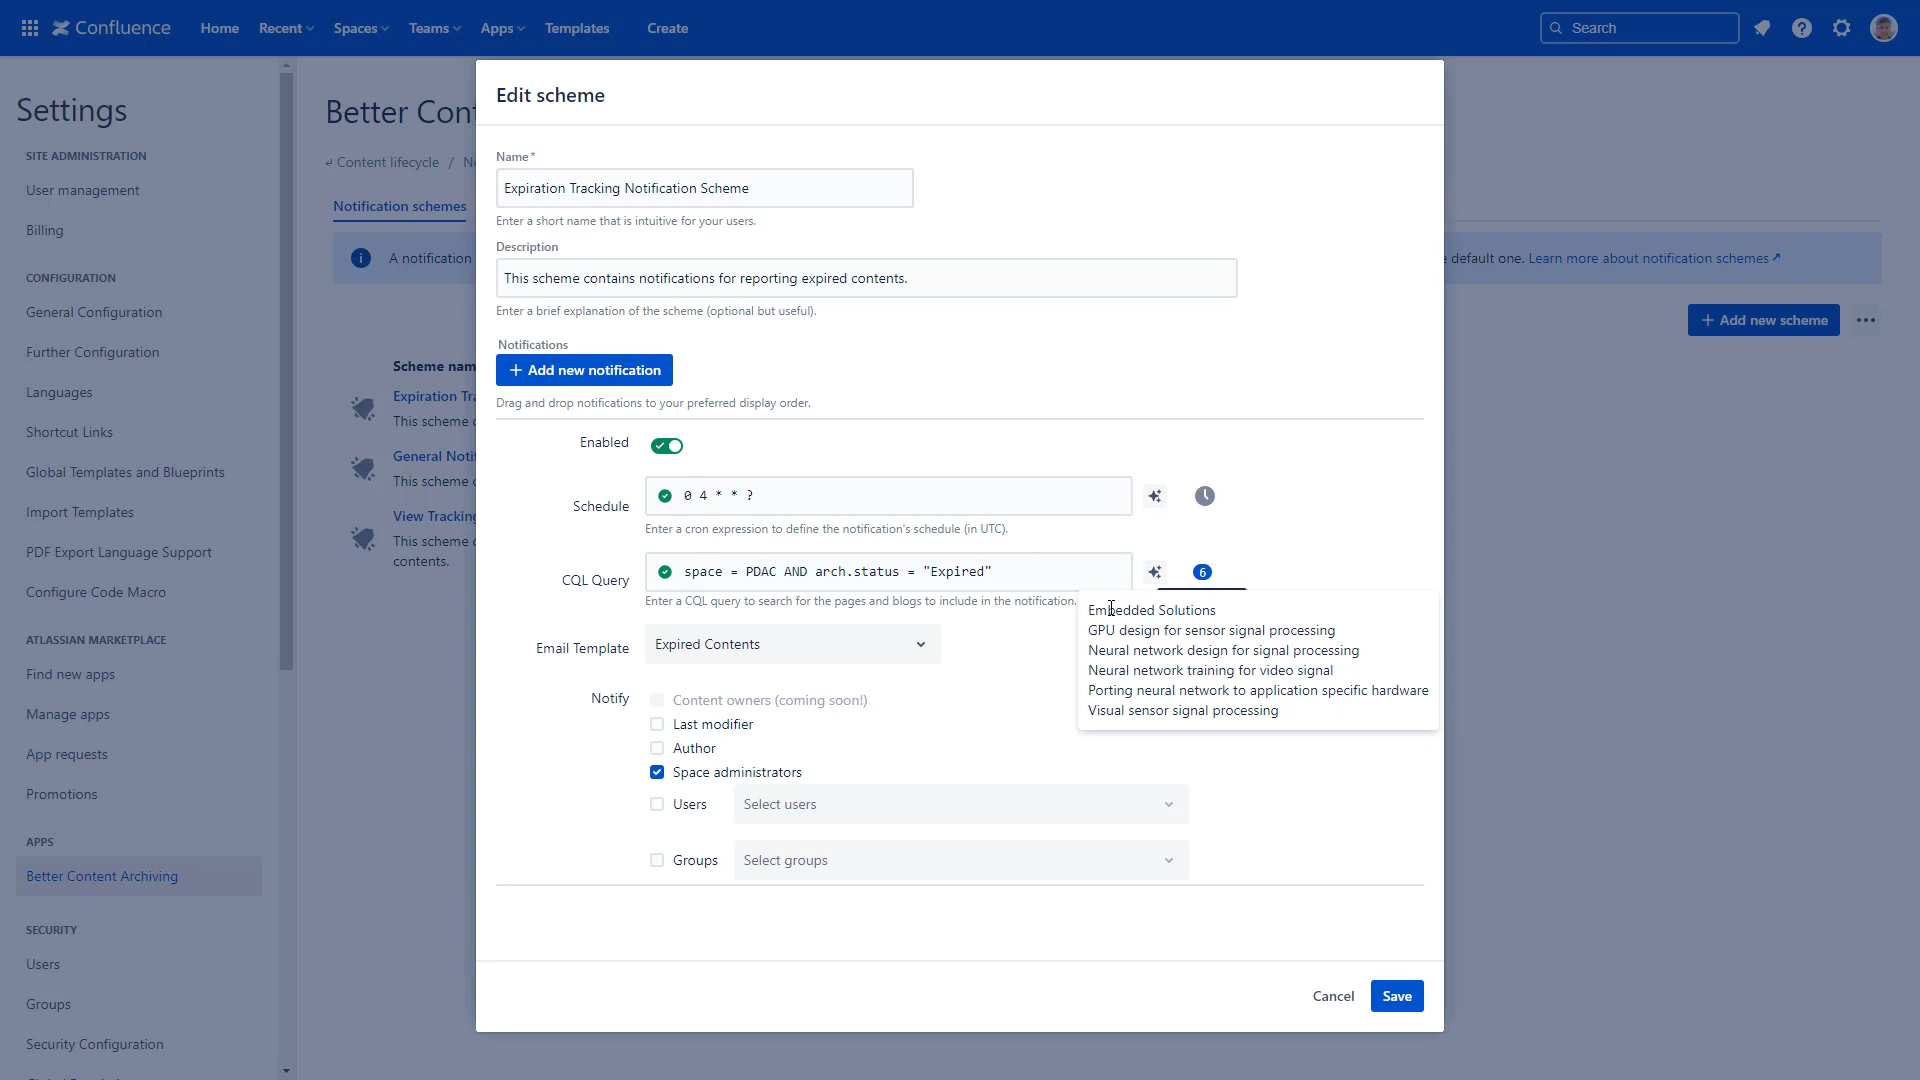 Confluence
Home
Recent
Spaces
Teams
Apps
Templates
Create
Search
Settings
SITE ADMINISTRATION
User management
Billing
CONFIGURATION
General Configuration
Further Configuration
Languages
Shortcut Links
Global Templates and Blueprints
Import Templates
PDF Export Language Support
Configure Code Macro
ATLASSIAN MARKETPLACE
Find new apps
Manage apps
App requests
Promotions
APPS
Better Content Archiving
SECURITY
Users
Groups
Security Configuration
Better Con
Content lifecycle /
Notification schemes
A notification
e default one. Learn more about notification schemes
+ Add new scheme
Scheme nam
Expiration Tra
This scheme c
General Notif
This scheme c
View Tracking
This scheme c
contents.
Edit scheme
Name*
Expiration Tracking Notification Scheme
Enter a short name that is intuitive for your users.
Description
This scheme contains notifications for reporting expired contents.
Enter a brief explanation of the scheme (optional but useful).
Notifications
+ Add new notification
Drag and drop notifications to your preferred display order.
Enabled
Schedule
0 4 * * ?
Enter a cron expression to define the notification's schedule (in UTC).
CQL Query
space = PDAC AND arch.status = "Expired"
6
Enter a CQL query to search for the pages and blogs to include in the notification.
Embedded Solutions
GPU design for sensor signal processing
Neural network design for signal processing
Neural network training for video signal
Porting neural network to application specific hardware
Visual sensor signal processing
Email Template
Expired Contents
Notify
Content owners (coming soon!)
Last modifier
Author
Space administrators
Users
Select users
Groups
Select groups
Cancel
Save